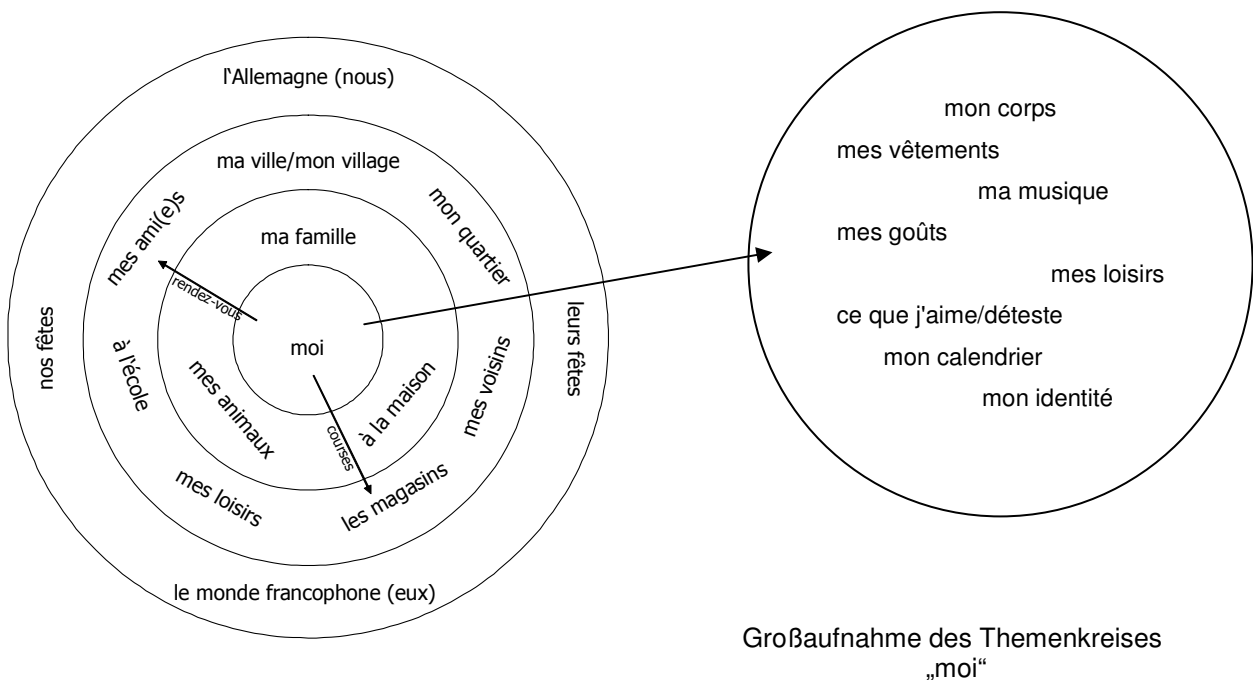 l'Allemagne (nous)
ma ville/mon village
mes ami(e)s
mon quartier
ma famille
rendez-vous
nos fêtes
à l'école
moi
mes voisins
leurs fêtes
mes animaux
à la maison
courses
mes loisirs
les magasins
le monde francophone (eux)
mon corps
mes vêtements
ma musique
mes goûts
mes loisirs
ce que j'aime/déteste
mon calendrier
mon identité
Großaufnahme des Themenkreises
„moi“